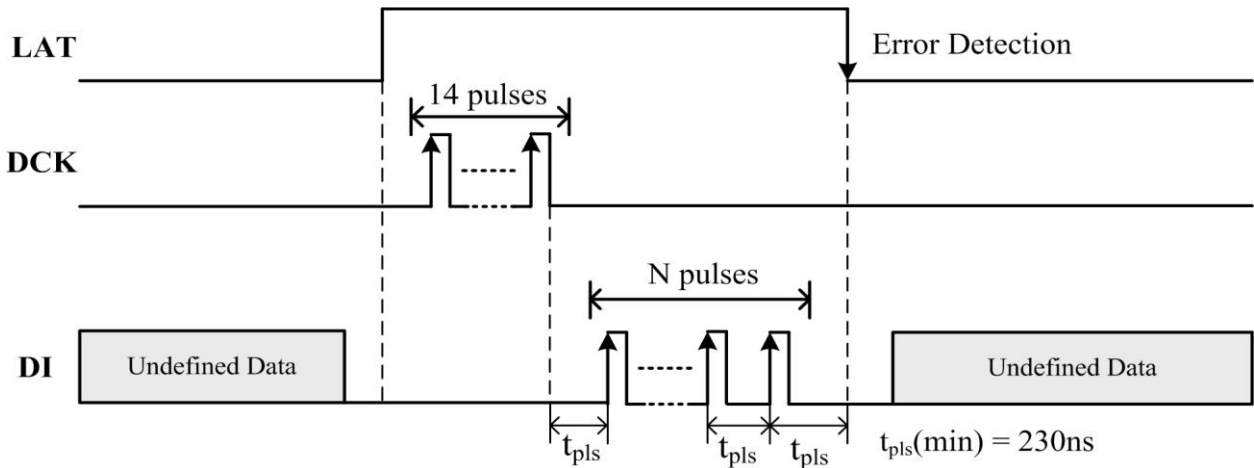 LAT
Error Detection
14 pulses
DCK
N pulses
DI
Undefined Data
Undefined Data
tpls
tpls
tpls
tpls(min) = 230ns